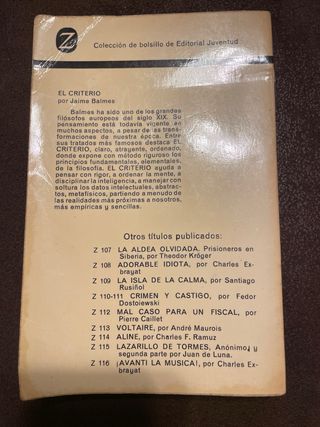 Z
Colección de bolsillo de Editorial Juventud
EL CRITERIO
por Jaime Balmes
Balmes ha sido uno de los grandes
filósofos europeos del siglo XIX. Su
pensamiento está todavía vigente en
muchos aspectos, a pesar de las trans-
formaciones de nuestra época. Entre
sus tratados más famosos destaca EL
CRITERIO, claro, atrayente, ordenado,
donde expone con método riguroso los
principios fundamentales, elementales,
de la filosofía. EL CRITERIO ayuda a
pensar con rigor, a ordenar la mente, a
disciplinar la inteligencia, a manejar con
soltura los datos intelectuales, abstrac-
tos, metafísicos, partiendo a menudo de
las realidades más próximas a nosotros,
más empíricas y sencillas.
Otros títulos publicados:
Z 107 LA ALDEA OLVIDADA. Prisioneros en
Siberia, por Theodor Kröger
Z 108 ADORABLE IDIOTA, por Charles Ex-
brayat
Z 109 LA ISLA DE LA CALMA, por Santiago
Rusiñol
Z 110-111 CRIMEN Y CASTIGO, por Fedor
Dostoiewski
Z 112 MAL CASO PARA UN FISCAL, por
Pierre Caillet
Z 113 VOLTAIRE, por André Maurois
Z 114 ALINE, por Charles F. Ramuz
Z 115 LAZARILLO DE TORMES, Anónimo, y
segunda parte por Juan de Luna.
Z 116 ¡AVANTI LA MUSICA!, por Charles Ex-
brayat